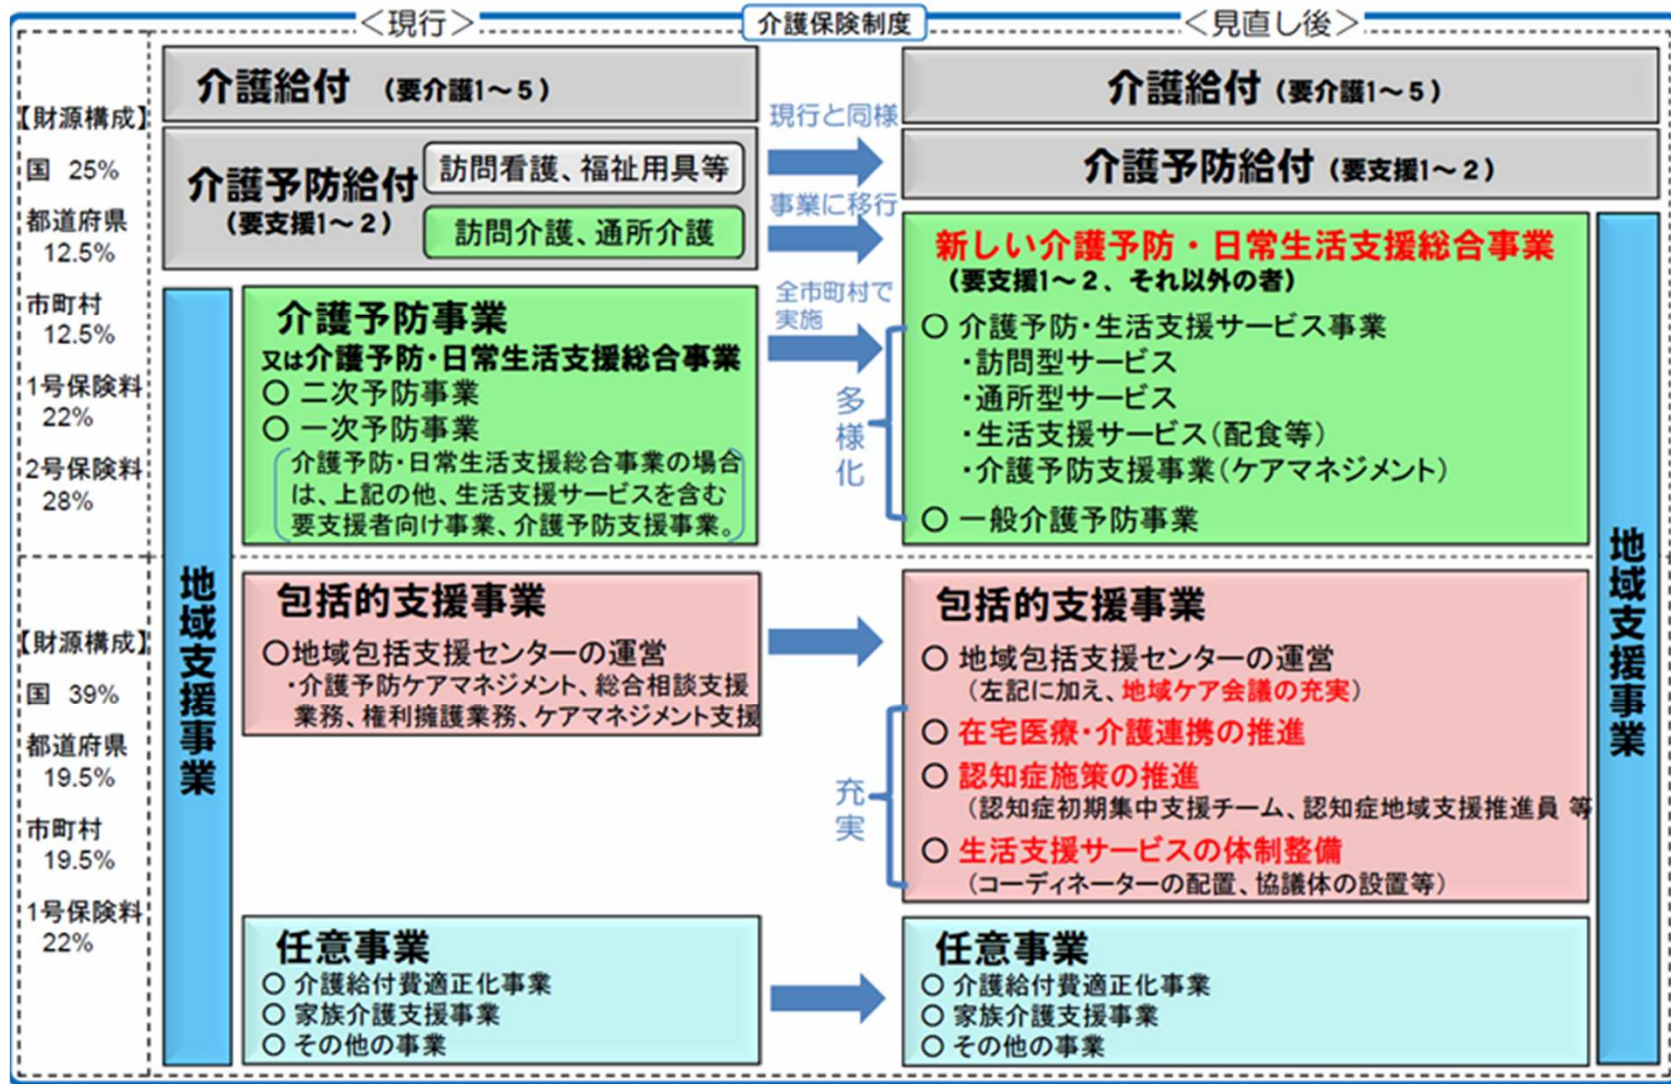 ＜現行＞
介護保険制度
＜見直し後＞
【財源構成】
国 25%
都道府県
12.5%
市町村
12.5%
1号保険料
22%
2号保険料
28%
【財源構成】
国 39%
都道府県
19.5%
市町村
19.5%
1号保険料
22%
介護給付 （要介護1～5）
介護予防給付
（要支援1～2）
訪問看護、福祉用具等
訪問介護、通所介護
地域支援事業
介護予防事業
又は介護予防・日常生活支援総合事業
○ 二次予防事業
○ 一次予防事業
介護予防・日常生活支援総合事業の場合
は、上記の他、生活支援サービスを含む
要支援者向け事業、介護予防支援事業。
包括的支援事業
○地域包括支援センターの運営
・介護予防ケアマネジメント、総合相談支援
業務、権利擁護業務、ケアマネジメント支援
任意事業
○ 介護給付費適正化事業
○ 家族介護支援事業
○ その他の事業
現行と同様
事業に移行
全市町村で
実施
多様化
充実
介護給付（要介護1～5）
介護予防給付（要支援1～2）
新しい介護予防・日常生活支援総合事業
（要支援1～2、それ以外の者）
○ 介護予防・生活支援サービス事業
・訪問型サービス
・通所型サービス
・生活支援サービス（配食等）
・介護予防支援事業（ケアマネジメント）
○ 一般介護予防事業
包括的支援事業
○ 地域包括支援センターの運営
（左記に加え、地域ケア会議の充実）
○ 在宅医療・介護連携の推進
○ 認知症施策の推進
（認知症初期集中支援チーム、認知症地域支援推進員 等
○ 生活支援サービスの体制整備
（コーディネーターの配置、協議体の設置等）
任意事業
○ 介護給付費適正化事業
○ 家族介護支援事業
○ その他の事業
地域支援事業